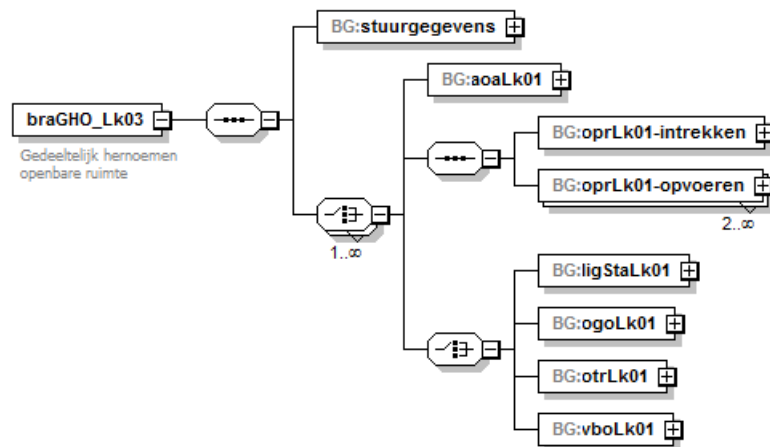 BG:stuurgegevens
BG:aoaLk01
braGHO_Lk03
Gedeeltelijk hernoemen
openbare ruimte
BG:oprLk01-intrekken
BG:oprLk01-opvoeren
2..∞
1..∞
BG:ligStaLk01
BG:ogoLk01
BG:otrLk01
BG:vboLk01